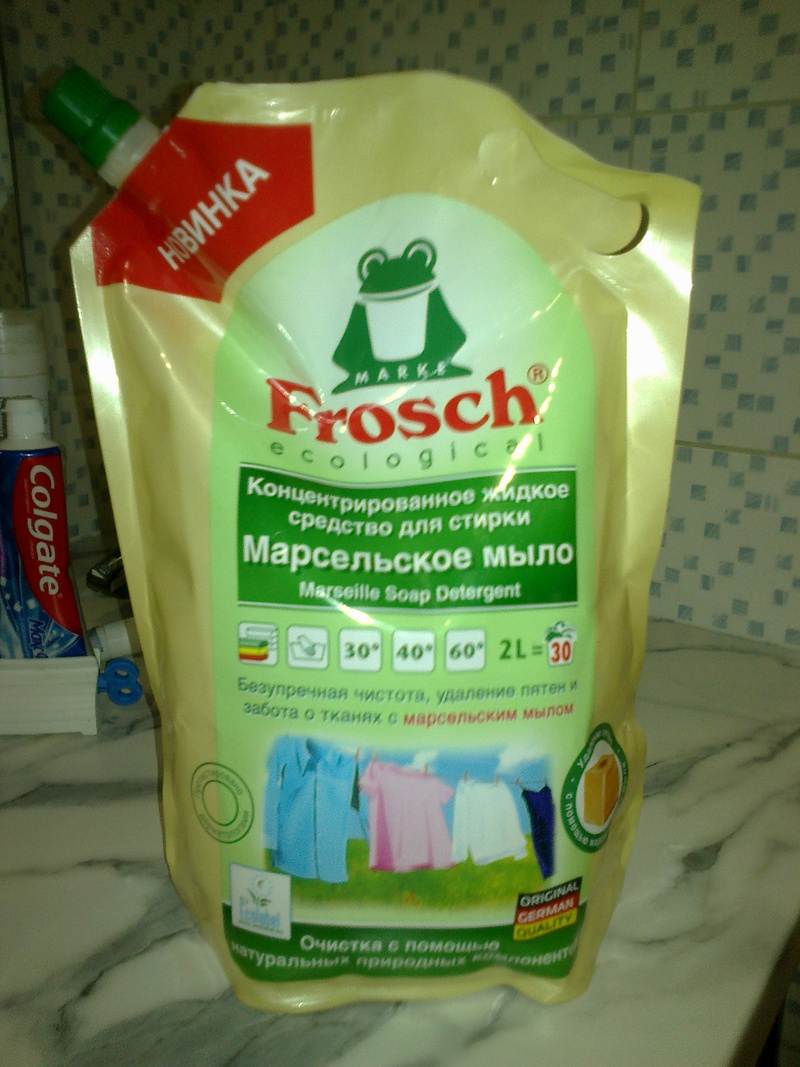 НОВИНКА
MARKE
Frosch®
ecological
Концентрированное жидкое
средство для стирки
Марсельское мыло
Marseille Soap Detergent
30° 40° 60° 2L= 30
Безупречная чистота, удаление пятен и
забота о тканях с марсельским мылом
Ecolabel
ORIGINAL
GERMAN
QUALITY
Очистка с помощью
натуральных природных компонентов
Colgate